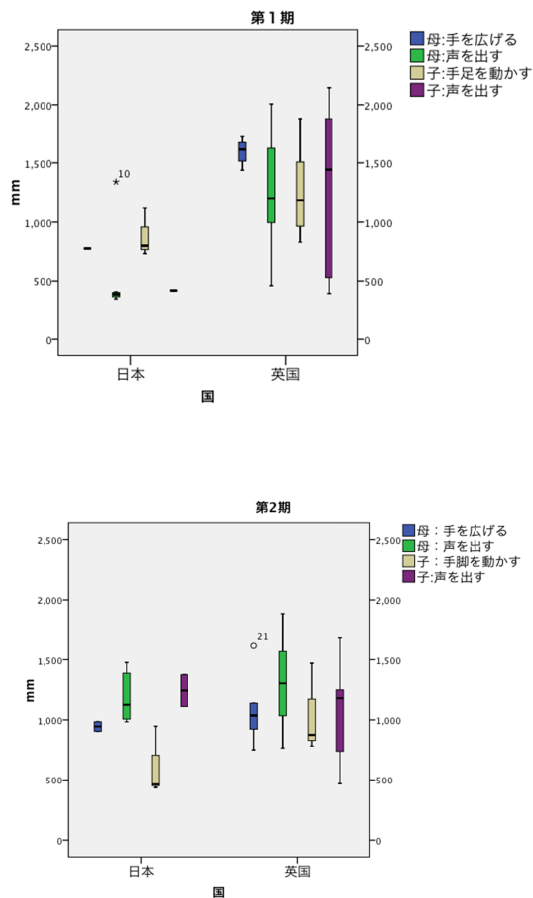 第１期
母:手を広げる
母:声を出す
子:手足を動かす
子:声を出す
2,500 2,500
2,000 2,000
1,500 1,500
1,000 1,000
500 500
0 0
mm
10
日本 英国
国
第2期
母：手を広げる
母：声を出す
子：手脚を動かす
子:声を出す
2,500 2,500
2,000 2,000
1,500 1,500
1,000 1,000
500 500
0 0
mm
21
日本 英国
国